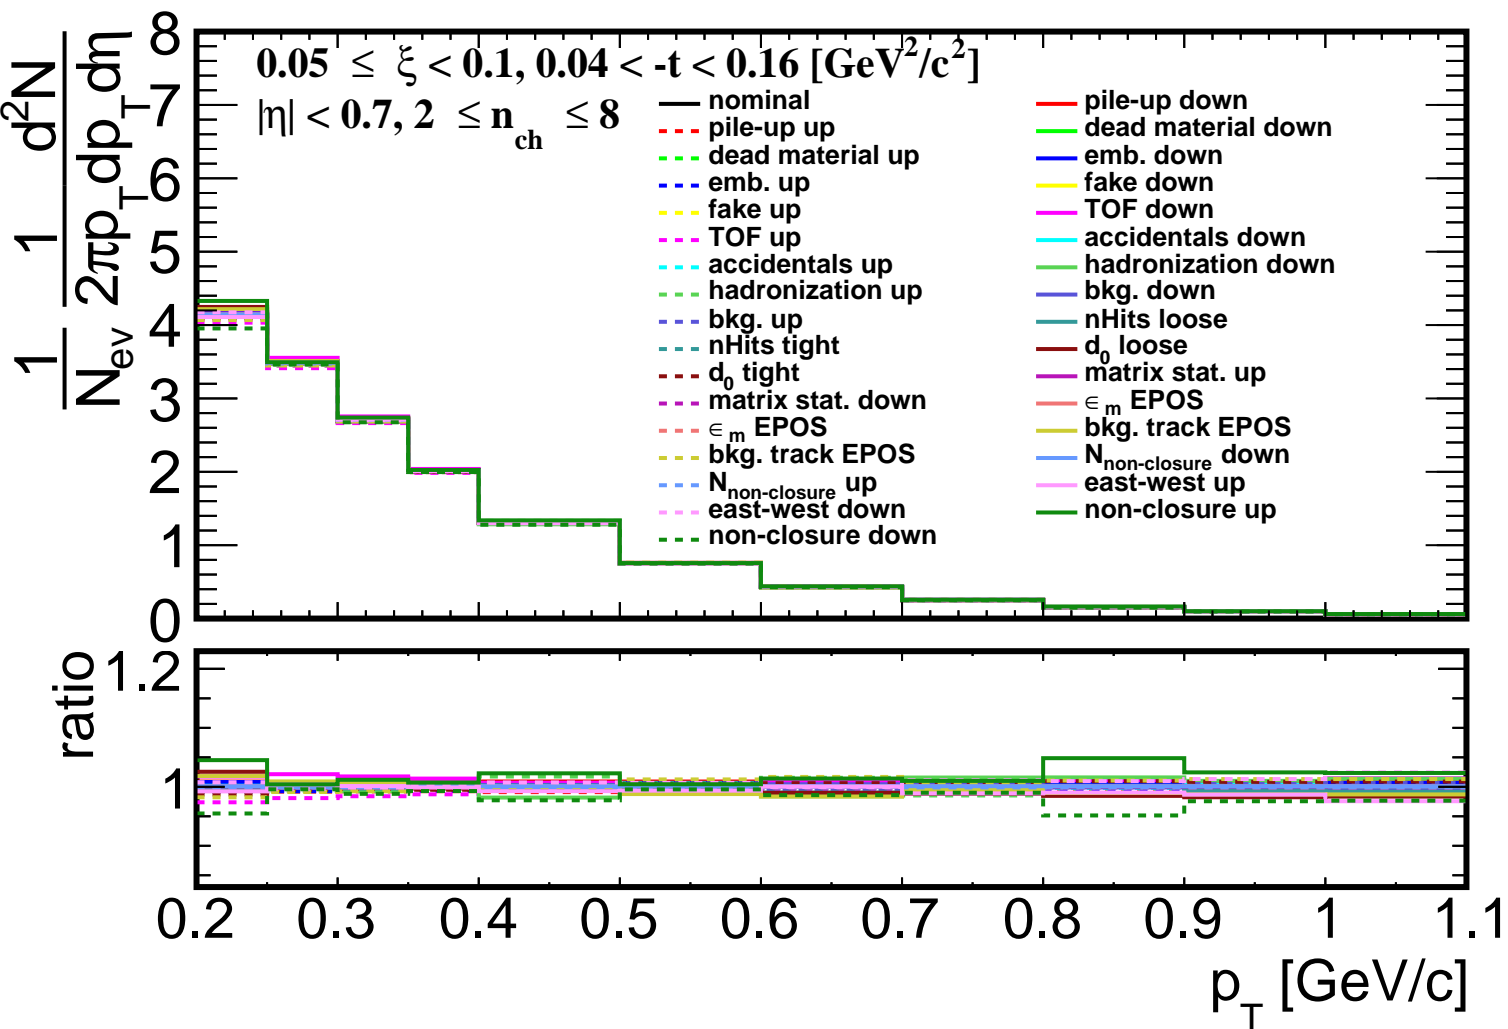 1/N_ev 1/2πp_T d²N/dp_T dη
0.05 ≤ ξ < 0.1, 0.04 < -t < 0.16 [GeV²/c²]
|η| < 0.7, 2 ≤ n_ch ≤ 8
nominal
pile-up up
dead material up
emb. up
fake up
TOF up
accidentals up
hadronization up
bkg. up
nHits tight
d_0 tight
matrix stat. down
ϵ_m EPOS
bkg. track EPOS
N_non-closure up
east-west down
non-closure down
pile-up down
dead material down
emb. down
fake down
TOF down
accidentals down
hadronization down
bkg. down
nHits loose
d_0 loose
matrix stat. up
ϵ_m EPOS
bkg. track EPOS
N_non-closure down
east-west up
non-closure up
8
7
6
5
4
3
2
1
0
ratio
1.2
1
0.2 0.3 0.4 0.5 0.6 0.7 0.8 0.9 1 1.1
p_T [GeV/c]